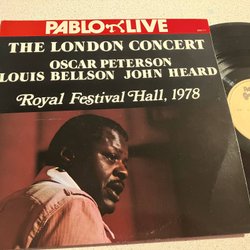 PABLO LIVE
THE LONDON CONCERT
OSCAR PETERSON
LOUIS BELLSON JOHN HEARD
Royal Festival Hall, 1978